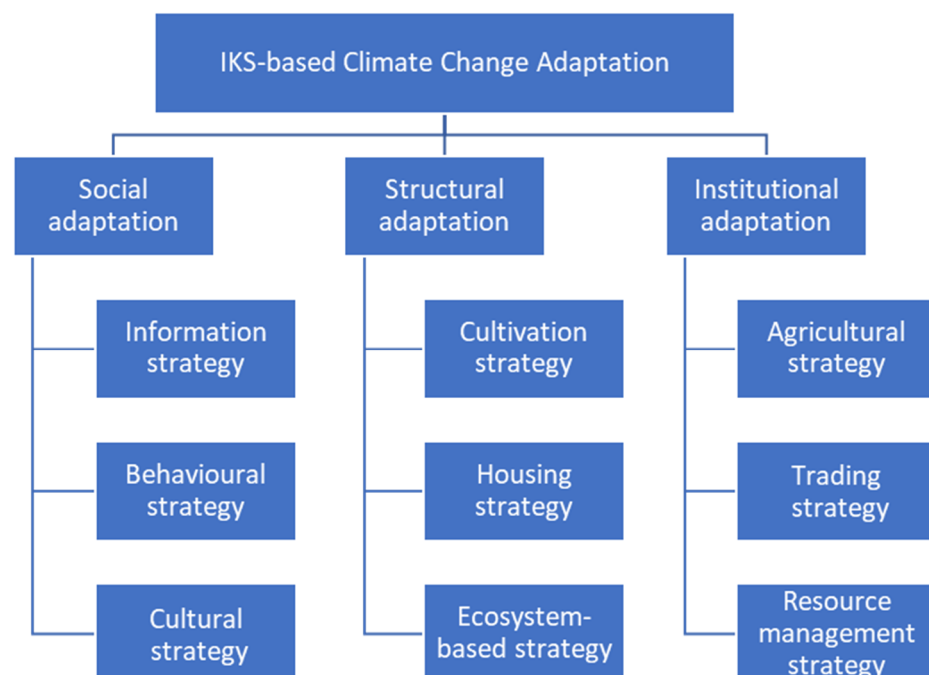 IKS-based Climate Change Adaptation
Social
adaptation
Structural
adaptation
Institutional
adaptation
Information
strategy
Cultivation
strategy
Agricultural
strategy
Behavioural
strategy
Housing
strategy
Trading
strategy
Cultural
strategy
Ecosystem-
based strategy
Resource
management
strategy